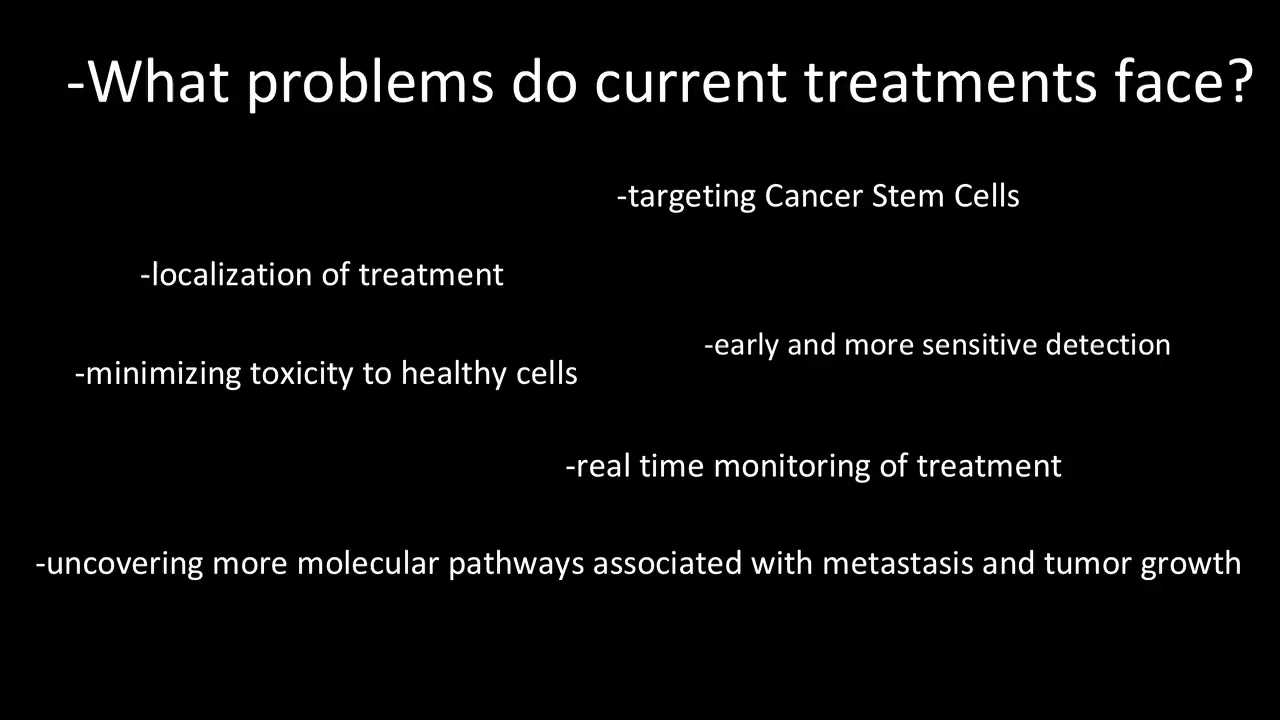 -What problems do current treatments face?
-targeting Cancer Stem Cells
-localization of treatment
-early and more sensitive detection
-minimizing toxicity to healthy cells
-real time monitoring of treatment
-uncovering more molecular pathways associated with metastasis and tumor growth